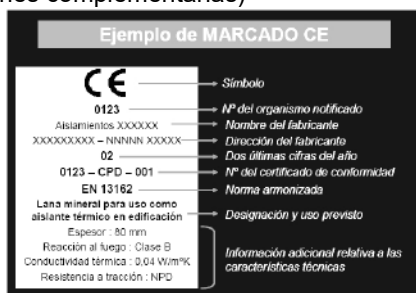 nes complementarias)
Ejemplo de MARCADO CE
CE
Símbolo
0123
Nº del organismo notificado
Aislamientos XXXXXX
Nombre del fabricante
XXXXXXXXX – NNNNN XXXXX
Dirección del fabricante
02
Dos últimas cifras del año
0123 – CPD – 001
Nº del certificado de conformidad
EN 13162
Norma armonizada
Lana mineral para uso como
aislante térmico en edificación
Designación y uso previsto
Espesor : 80 mm
Reacción al fuego : Clase B
Conductividad térmica : 0,04 W/mºK
Resistencia a tracción : NPD
Información adicional relativa a las
características técnicas